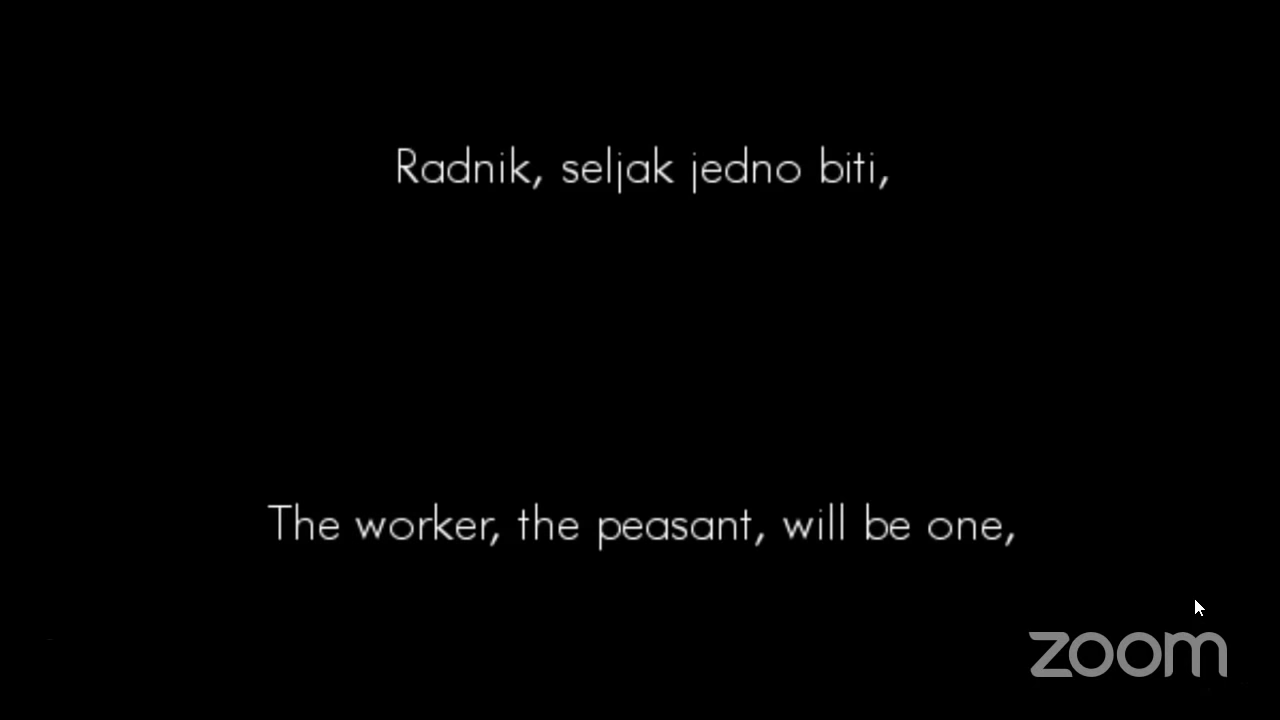 Radnik, seljak jedno biti,
The worker, the peasant, will be one,
zoom